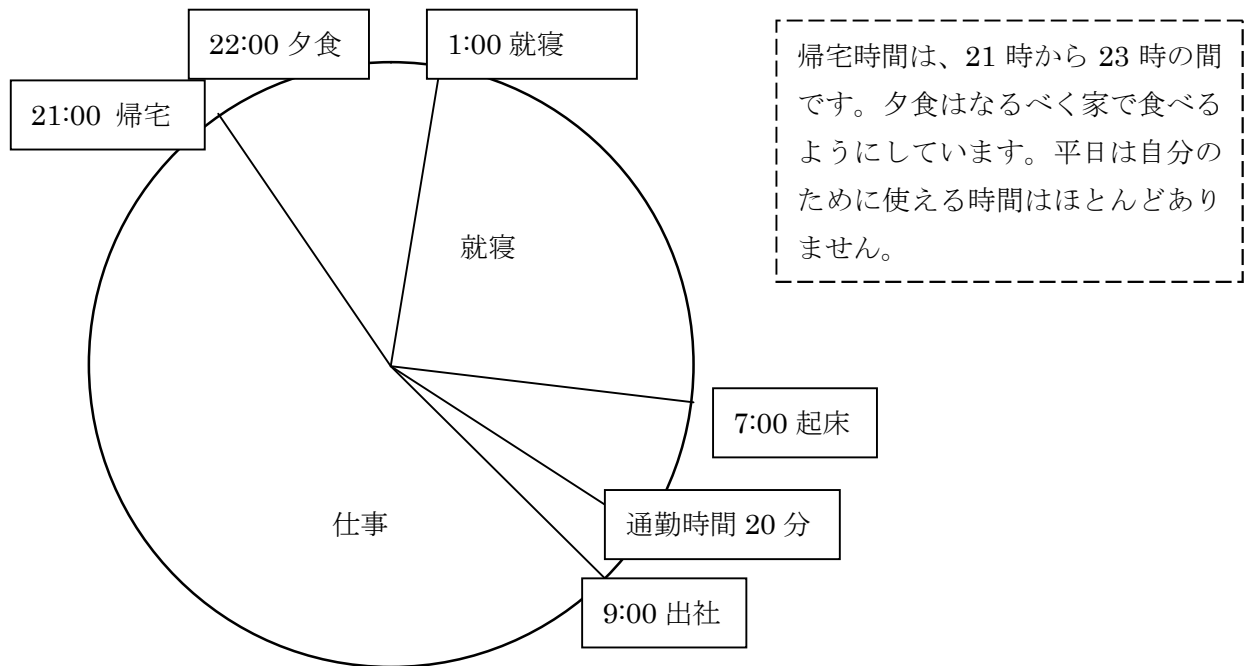 22:00 夕食
1:00 就寝
21:00 帰宅
帰宅時間は、21 時から 23 時の間
です。夕食はなるべく家で食べる
ようにしています。平日は自分の
ために使える時間はほとんどあり
ません。
就寝
7:00 起床
通勤時間 20 分
仕事
9:00 出社